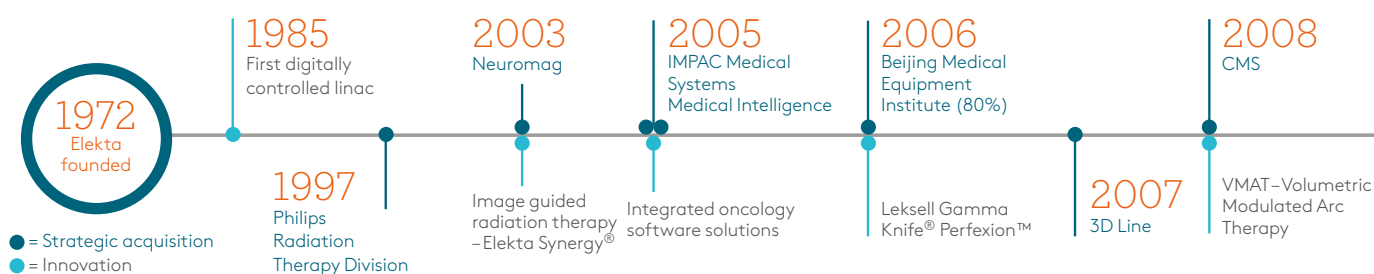 1972
Elekta
founded
1985
First digitally
controlled linac
1997
Philips
Radiation
Therapy Division
2003
Neuromag
Image guided
radiation therapy
–Elekta Synergy®
2005
IMPAC Medical
Systems
Medical Intelligence
Integrated oncology
software solutions
2006
Beijing Medical
Equipment
Institute (80%)
Leksell Gamma
Knife® Perfexion™
2007
3D Line
2008
CMS
VMAT–Volumetric
Modulated Arc
Therapy
= Strategic acquisition
= Innovation